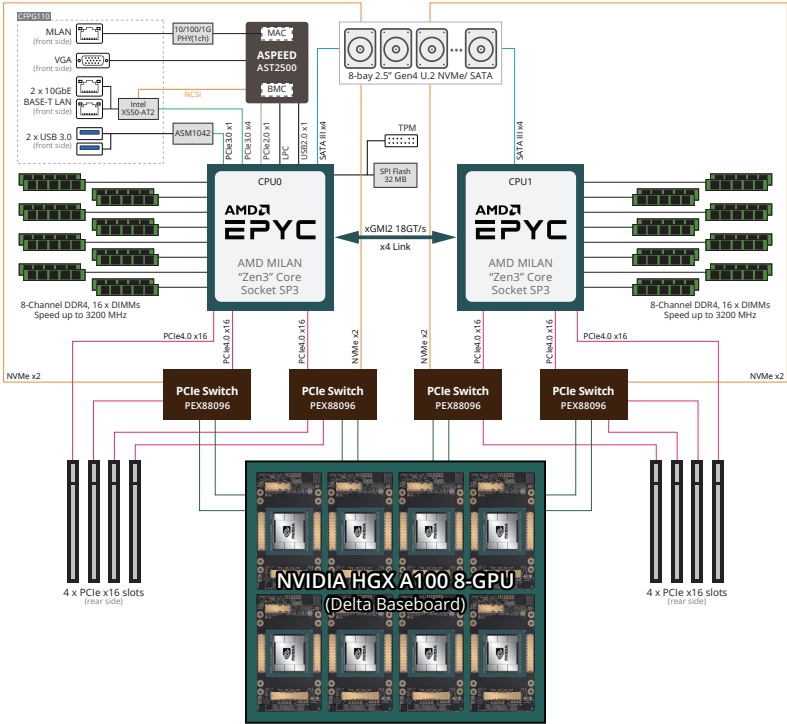 CFPG110
MLAN
(front side)
10/100/1G
PHY(1ch)
MAC
ASPEED
AST2500
BMC
VGA
(front side)
2 x 10GbE
BASE-T LAN
(front side)
Intel
X550-AT2
NCSI
2 x USB 3.0
(front side)
ASM1042
PCIe3.0 x1
PCIe3.0 x4
PCIe2.0 x1
LPC
USB2.0 x1
SATA III x4
8-bay 2.5" Gen4 U.2 NVMe/ SATA
SATA III x4
TPM
SPI Flash
32 MB
CPU0
AMD
EPYC
AMD MILAN
"Zen3" Core
Socket SP3
xGMI2 18GT/s
x4 Link
CPU1
AMD
EPYC
AMD MILAN
"Zen3" Core
Socket SP3
8-Channel DDR4, 16 x DIMMs
Speed up to 3200 MHz
8-Channel DDR4, 16 x DIMMs
Speed up to 3200 MHz
PCIe4.0 x16
PCIe4.0 x16
PCIe4.0 x16
NVMe x2
NVMe x2
PCIe4.0 x16
PCIe4.0 x16
PCIe4.0 x16
NVMe x2
NVMe x2
PCIe Switch
PEX88096
PCIe Switch
PEX88096
PCIe Switch
PEX88096
PCIe Switch
PEX88096
NVIDIA HGX A100 8-GPU
(Delta Baseboard)
4 x PCIe x16 slots
(rear side)
4 x PCIe x16 slots
(rear side)